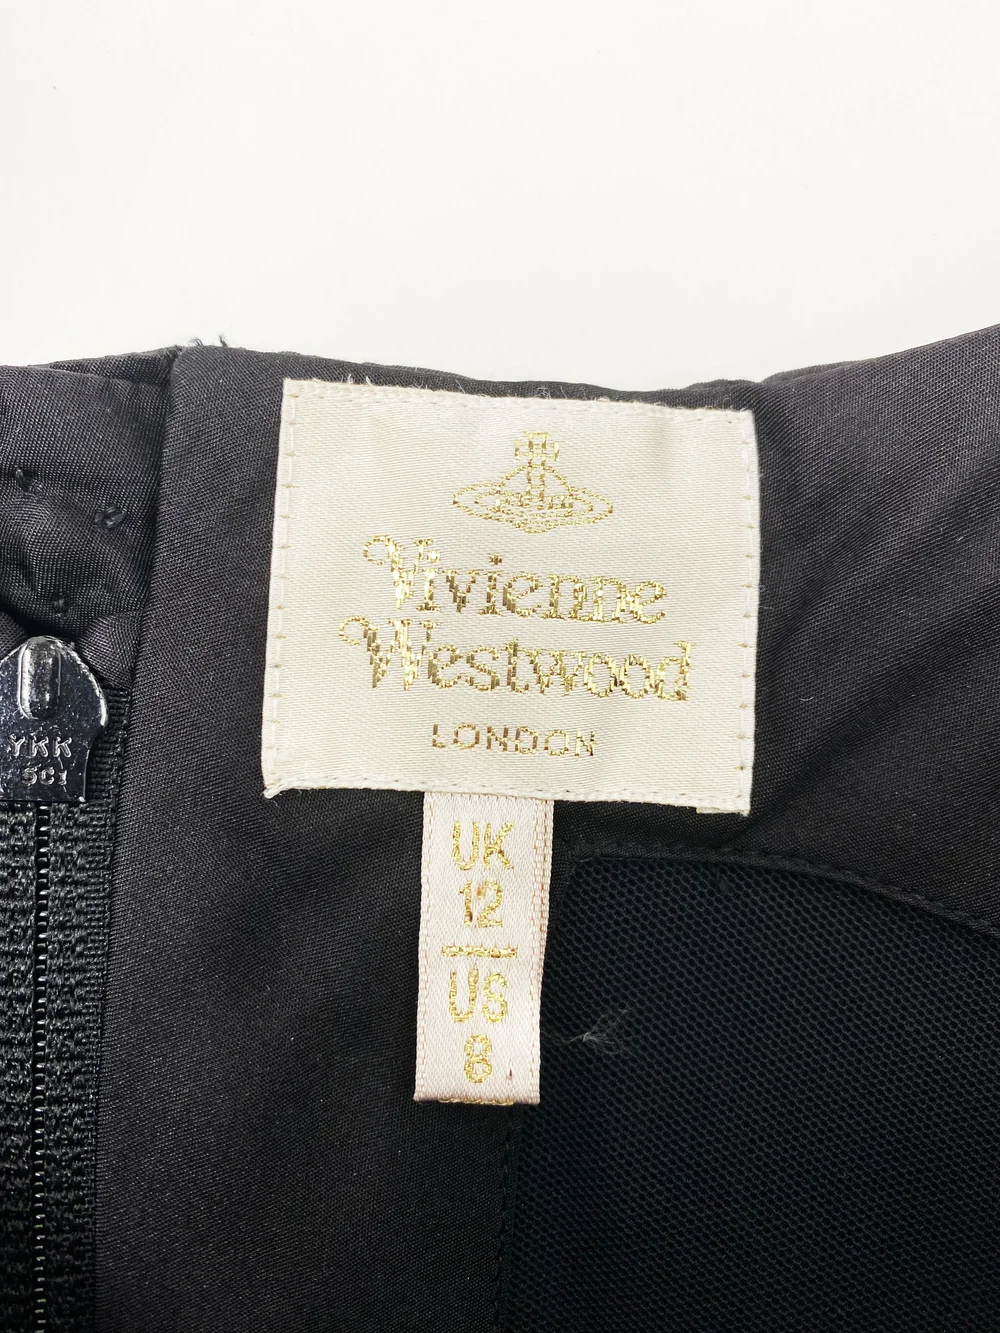 Vivienne
Westwood
LONDON
UK
12
US
8
YKK